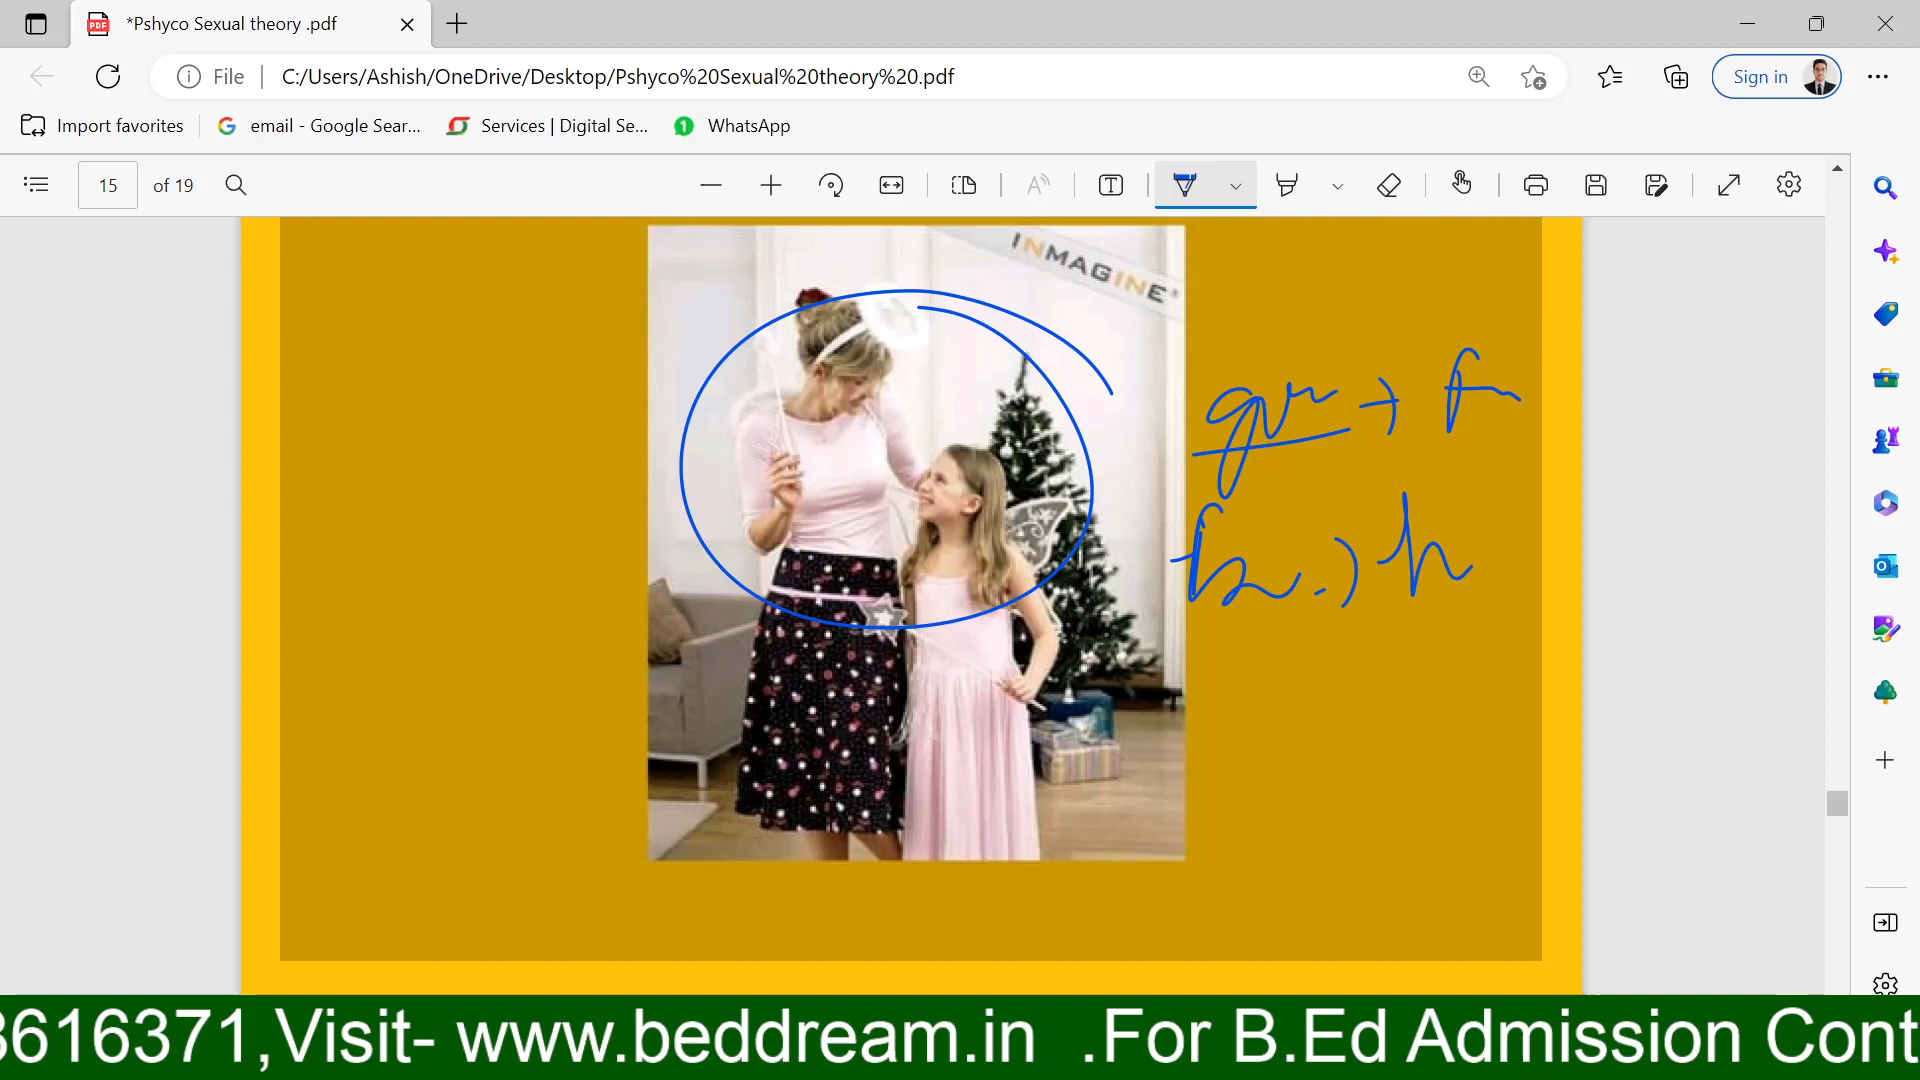 *Pshyco Sexual theory .pdf
File
C:/Users/Ashish/OneDrive/Desktop/Pshyco%20Sexual%20theory%20.pdf
Sign in
Import favorites
email - Google Sear...
Services | Digital Se...
WhatsApp
15 of 19
INMAGINE®
3616371,Visit- www.beddream.in .For B.Ed Admission Cont